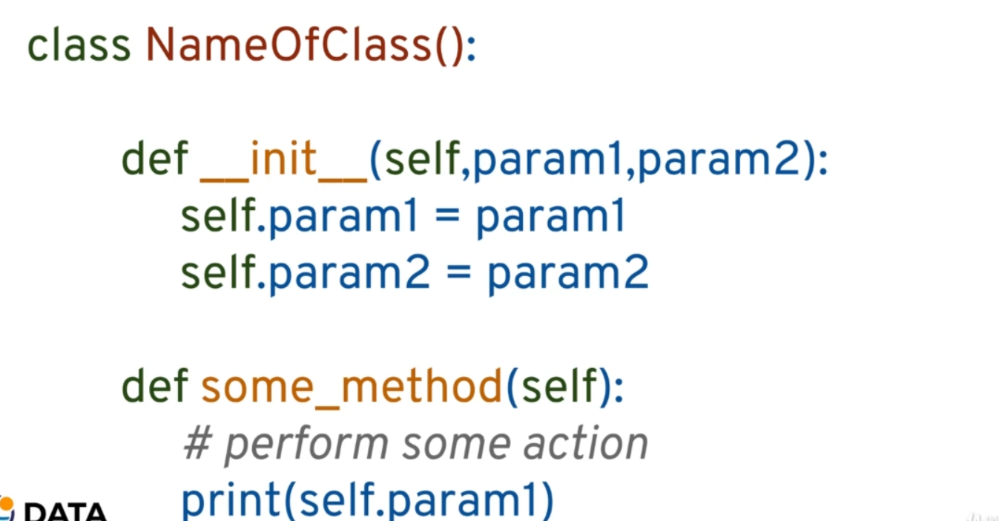 class NameOfClass():
def __init__(self,param1,param2):
self.param1 = param1
self.param2 = param2
def some_method(self):
# perform some action
print(self.param1)
DATA